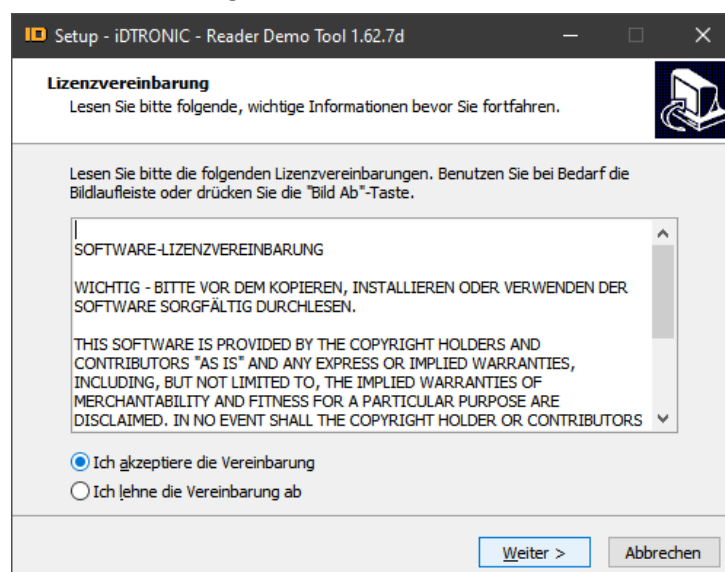 ID Setup - iDTRONIC - Reader Demo Tool 1.62.7d
Lizenzvereinbarung
Lesen Sie bitte folgende, wichtige Informationen bevor Sie fortfahren.
Lesen Sie bitte die folgenden Lizenzvereinbarungen. Benutzen Sie bei Bedarf die
Bildlaufleiste oder drücken Sie die "Bild Ab"-Taste.
SOFTWARE-LIZENZVEREINBARUNG
WICHTIG - BITTE VOR DEM KOPIEREN, INSTALLIEREN ODER VERWENDEN DER
SOFTWARE SORGFÄLTIG DURCHLESEN.
THIS SOFTWARE IS PROVIDED BY THE COPYRIGHT HOLDERS AND
CONTRIBUTORS "AS IS" AND ANY EXPRESS OR IMPLIED WARRANTIES,
INCLUDING, BUT NOT LIMITED TO, THE IMPLIED WARRANTIES OF
MERCHANTABILITY AND FITNESS FOR A PARTICULAR PURPOSE ARE
DISCLAIMED. IN NO EVENT SHALL THE COPYRIGHT HOLDER OR CONTRIBUTORS
Ich akzeptiere die Vereinbarung
Ich lehne die Vereinbarung ab
Weiter > Abbrechen